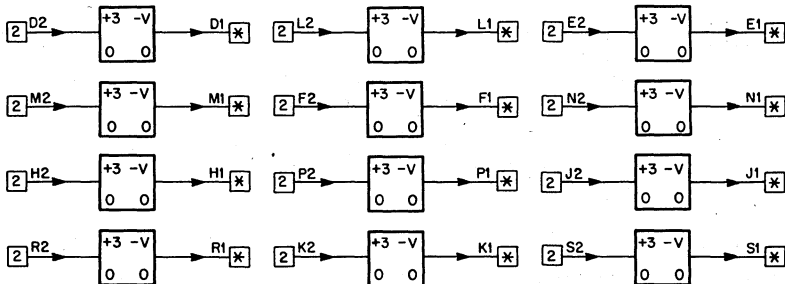 2 D2 +3 -V D1 * 2 L2 +3 -V L1 * 2 E2 +3 -V E1 *
0 0 0 0 0 0
2 M2 +3 -V M1 * 2 F2 +3 -V F1 * 2 N2 +3 -V N1 *
0 0 0 0 0 0
2 H2 +3 -V H1 * 2 P2 +3 -V P1 * 2 J2 +3 -V J1 *
0 0 0 0 0 0
2 R2 +3 -V R1 * 2 K2 +3 -V K1 * 2 S2 +3 -V S1 *
0 0 0 0 0 0